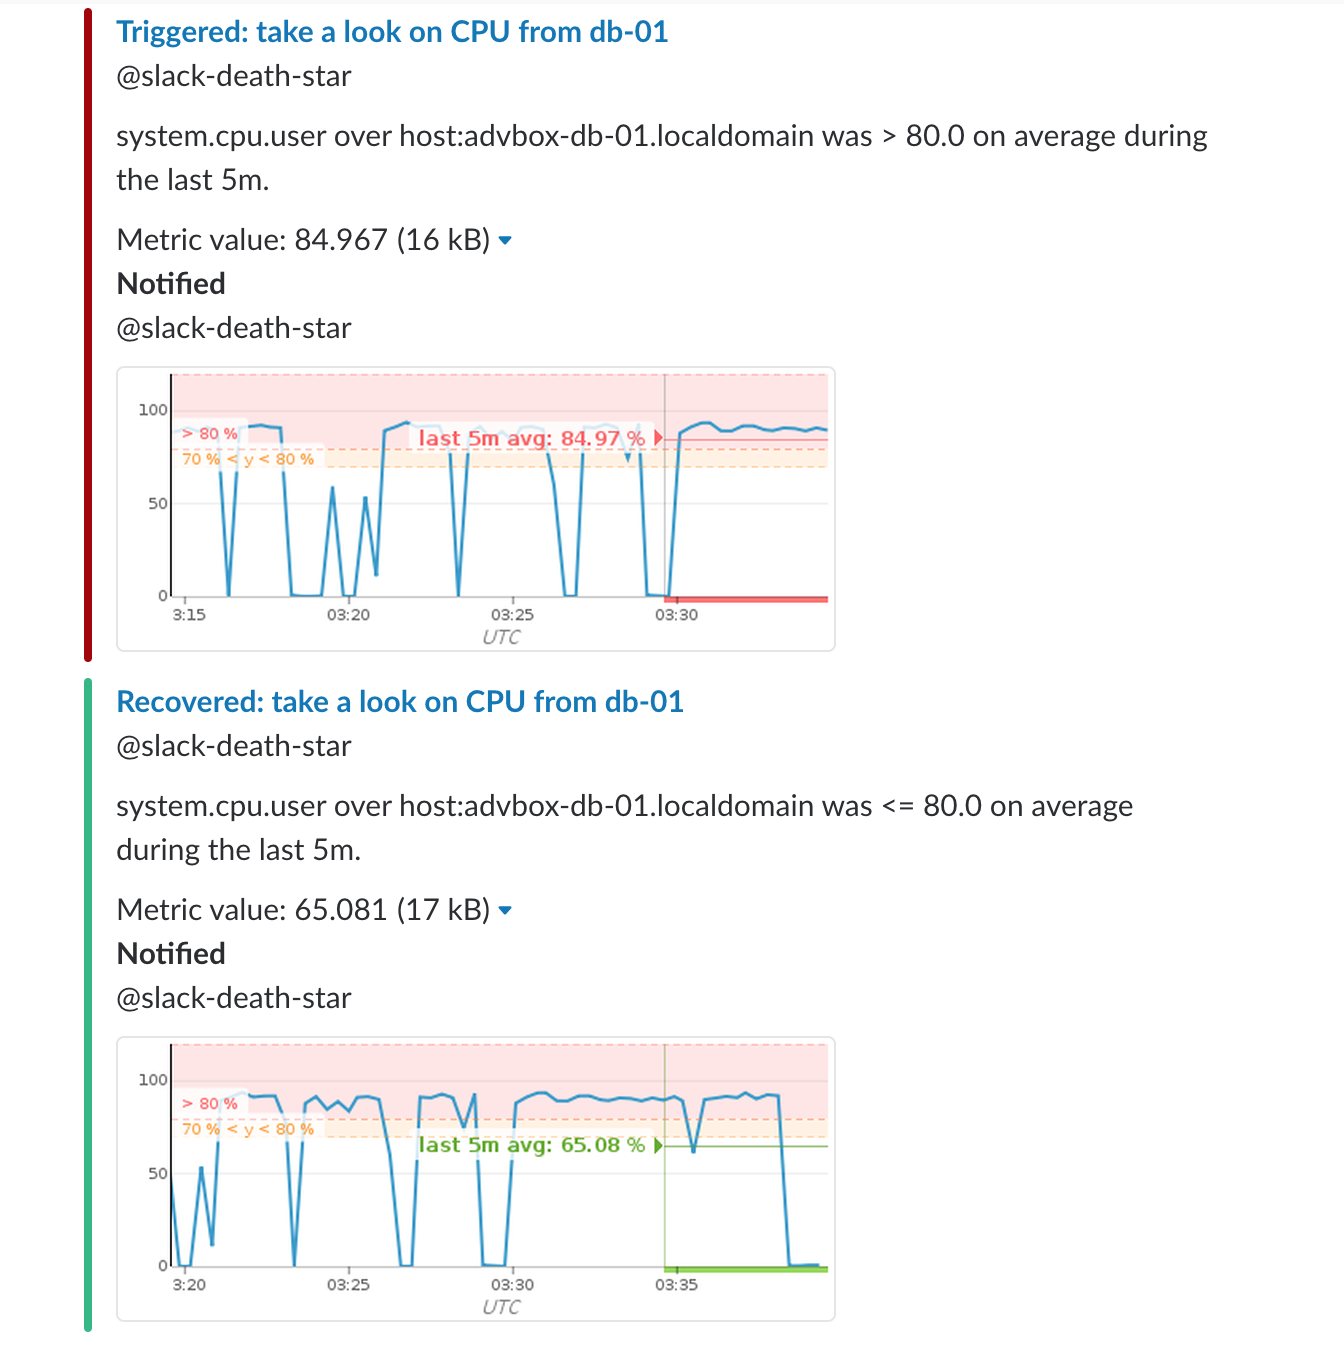 Triggered: take a look on CPU from db-01
@slack-death-star
system.cpu.user over host:advbox-db-01.localdomain was > 80.0 on average during
the last 5m.
Metric value: 84.967 (16 kB)
Notified
@slack-death-star
100
> 80 %
last 5m avg: 84.97 %
70 % < y < 80 %
50
0
3:15 03:20 03:25 03:30
UTC
Recovered: take a look on CPU from db-01
@slack-death-star
system.cpu.user over host:advbox-db-01.localdomain was <= 80.0 on average
during the last 5m.
Metric value: 65.081 (17 kB)
Notified
@slack-death-star
100
> 80 %
70 % < y < 80 %
last 5m avg: 65.08 %
50
0
3:20 03:25 03:30 03:35
UTC